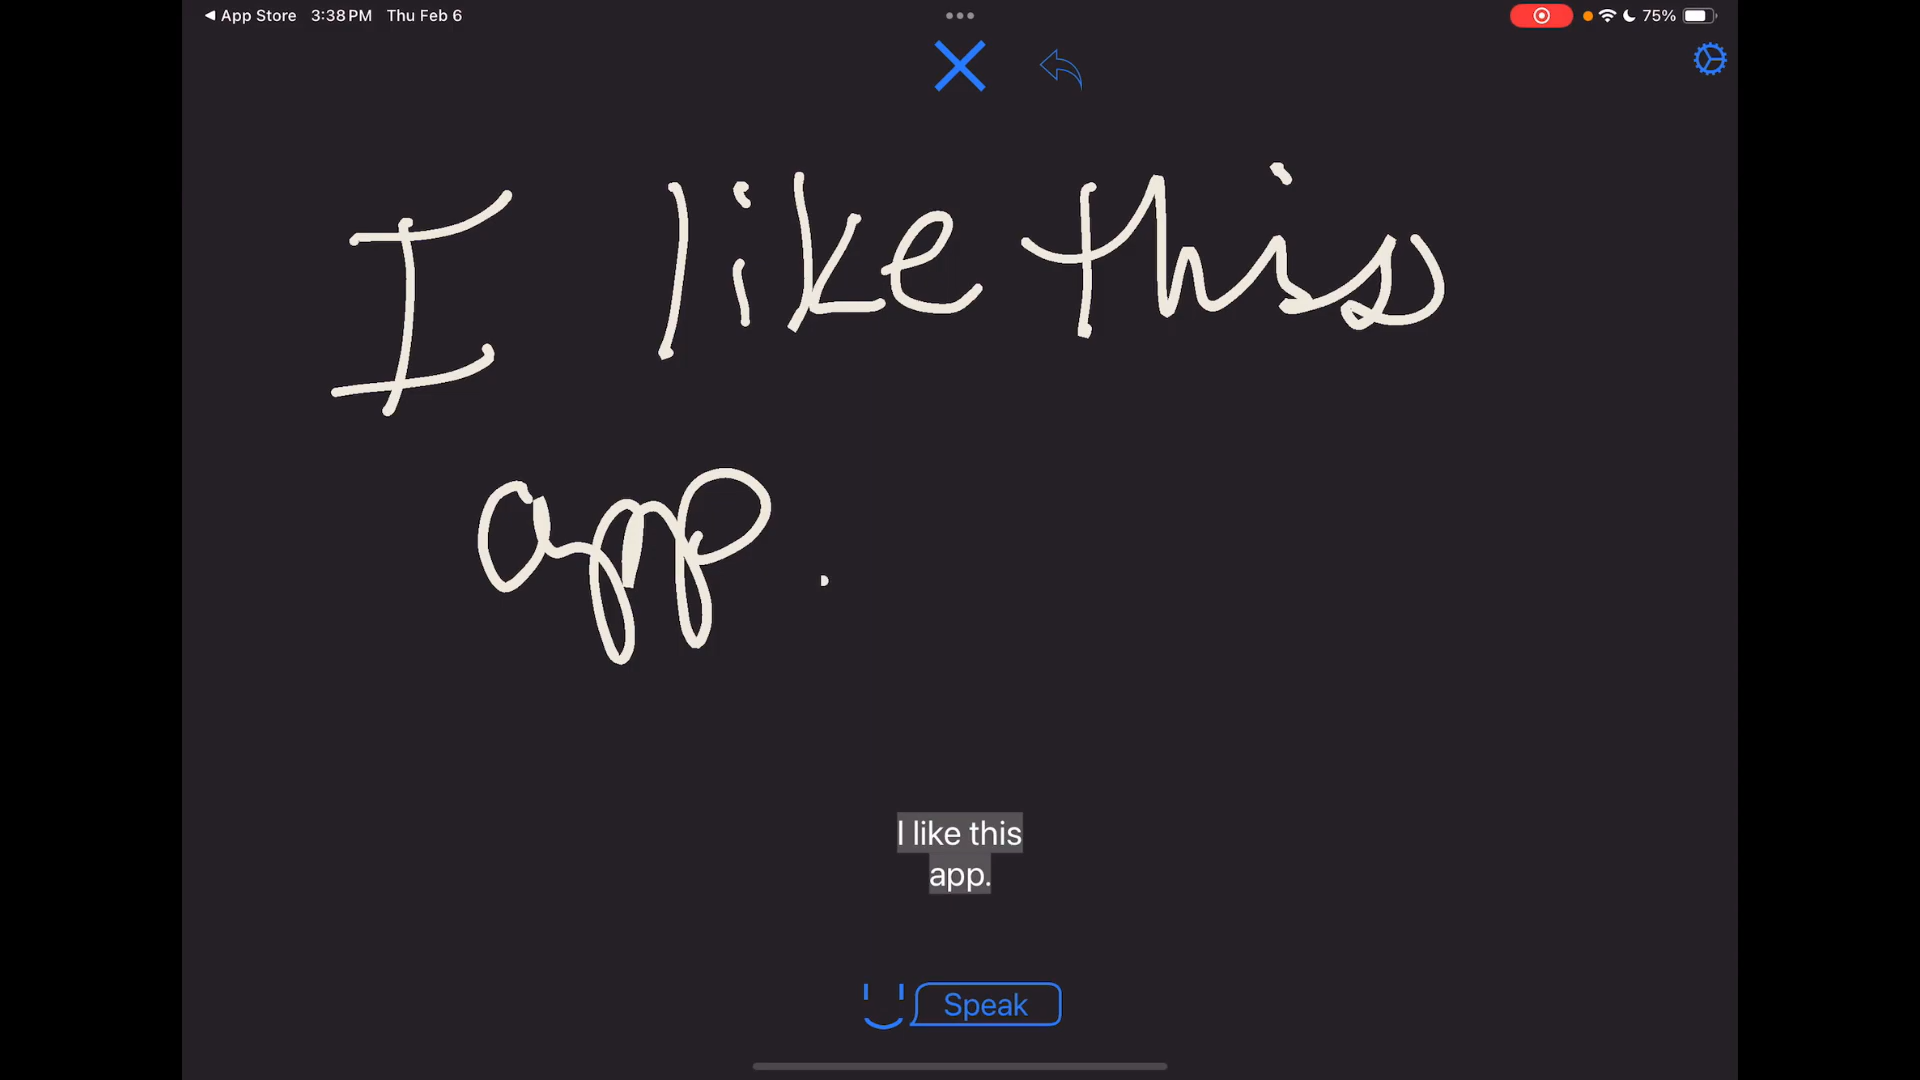 ◀ App Store 3:38 PM Thu Feb 6 75%
I like this
app.
I like this
app.
Speak